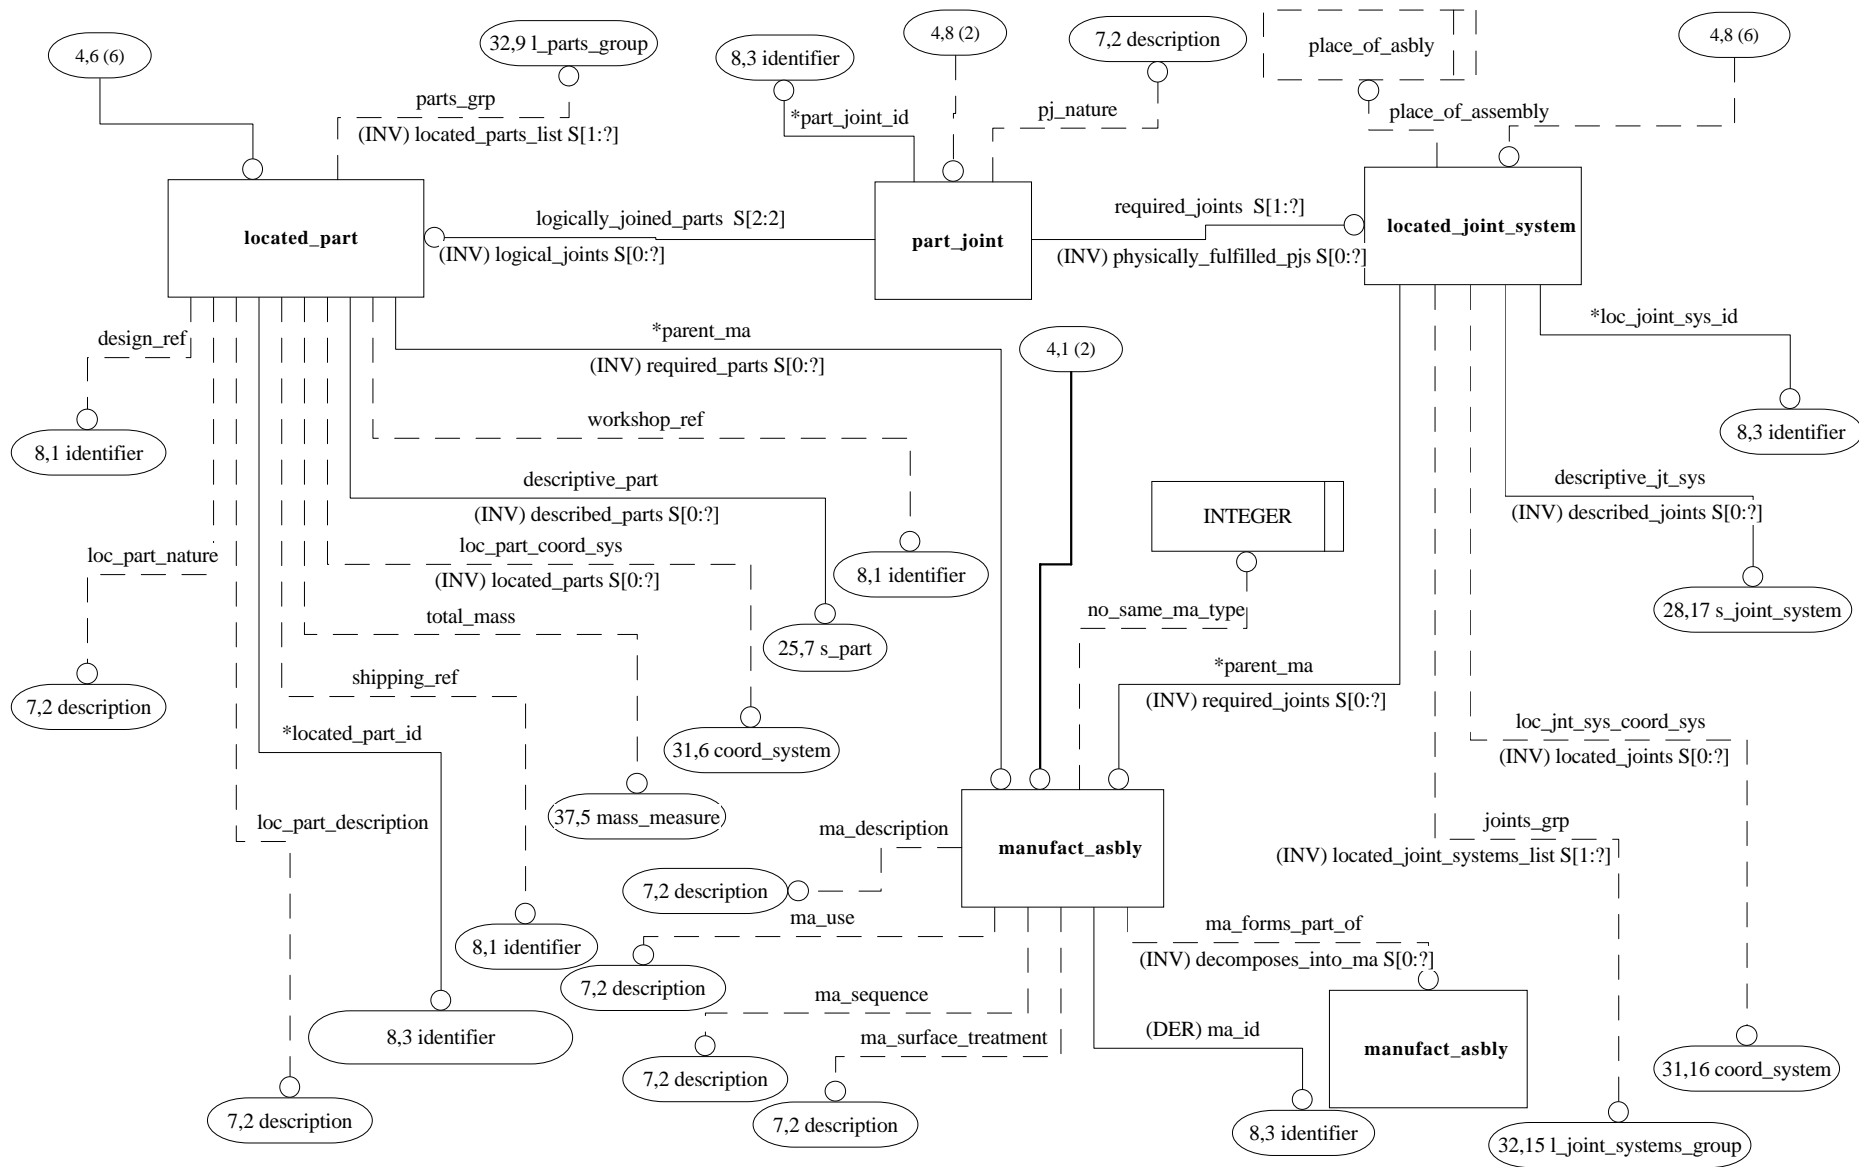 4,6 (6)
32,9 l_parts_group
4,8 (2)
7,2 description
place_of_asbly
4,8 (6)
8,3 identifier
parts_grp
(INV) located_parts_list S[1:?]
*part_joint_id
pj_nature
place_of_assembly
located_part
logically_joined_parts S[2:2]
(INV) logical_joints S[0:?]
part_joint
required_joints S[1:?]
(INV) physically_fulfilled_pjs S[0:?]
located_joint_system
design_ref
*parent_ma
(INV) required_parts S[0:?]
4,1 (2)
*loc_joint_sys_id
8,1 identifier
workshop_ref
8,3 identifier
descriptive_part
(INV) described_parts S[0:?]
INTEGER
descriptive_jt_sys
(INV) described_joints S[0:?]
loc_part_nature
loc_part_coord_sys
(INV) located_parts S[0:?]
8,1 identifier
total_mass
no_same_ma_type
28,17 s_joint_system
25,7 s_part
shipping_ref
7,2 description
*parent_ma
(INV) required_joints S[0:?]
*located_part_id
31,6 coord_system
loc_jnt_sys_coord_sys
(INV) located_joints S[0:?]
37,5 mass_measure
loc_part_description
ma_description
manufact_asbly
joints_grp
(INV) located_joint_systems_list S[1:?]
7,2 description
ma_use
ma_forms_part_of
(INV) decomposes_into_ma S[0:?]
8,1 identifier
7,2 description
ma_sequence
8,3 identifier
ma_surface_treatment
(DER) ma_id
manufact_asbly
31,16 coord_system
7,2 description
7,2 description
7,2 description
8,3 identifier
32,15 l_joint_systems_group